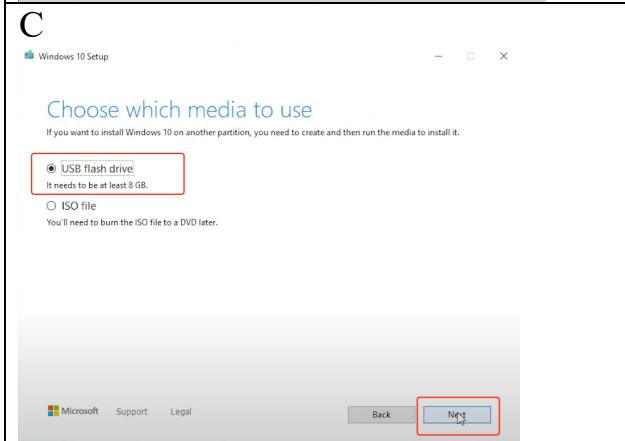 C
Windows 10 Setup
Choose which media to use
If you want to install Windows 10 on another partition, you need to create and then run the media to install it.
USB flash drive
It needs to be at least 8 GB.
ISO file
You'll need to burn the ISO file to a DVD later.
Microsoft Support Legal Back Next